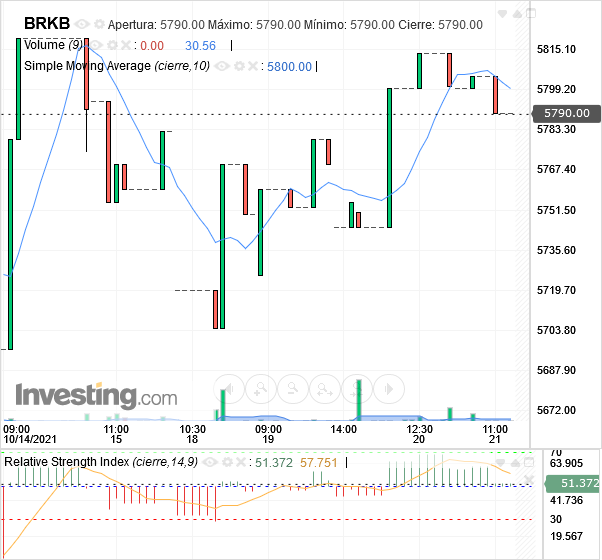 BRKB Apertura: 5790.00 Máximo: 5790.00 Mínimo: 5790.00 Cierre: 5790.00
Volume (9) : 0.00 30.56 |
Simple Moving Average (cierre,10) : 5800.00 |
5815.10
5799.20
5790.00
5783.30
5767.40
5751.50
5735.60
5719.70
5703.80
5687.90
5672.00
Investing.com
09:00 11:00 10:30 09:00 14:00 12:30 11:00
10/14/2021 15 18 19 20 21
Relative Strength Index (cierre,14,9) : 51.372 57.751 |
70
63.905
51.372
41.736
30
19.567